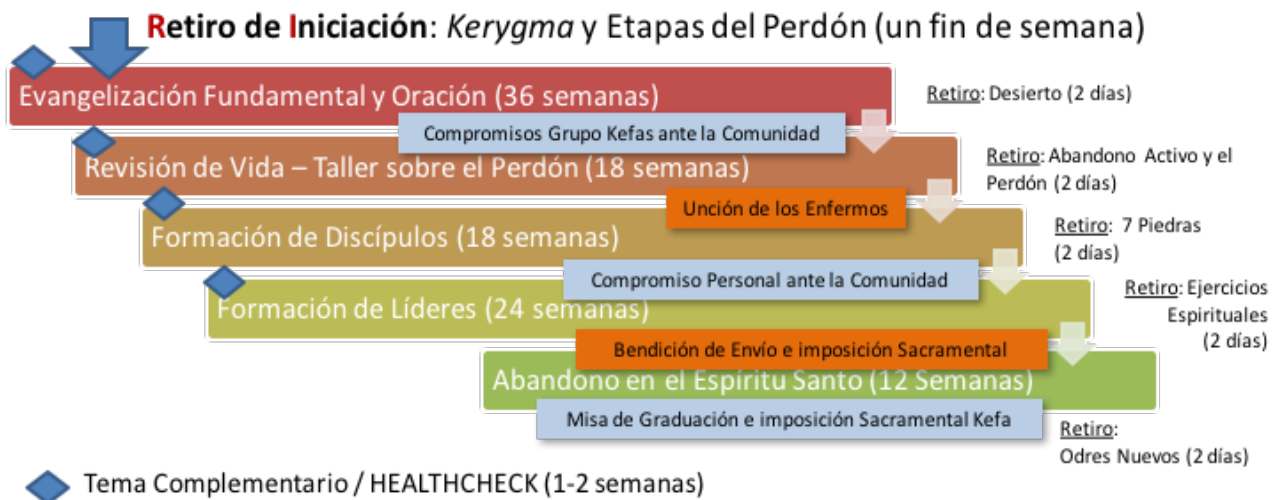 Retiro de Iniciación: Kerygma y Etapas del Perdón (un fin de semana)
Evangelización Fundamental y Oración (36 semanas)
Retiro: Desierto (2 días)
Compromisos Grupo Kefas ante la Comunidad
Revisión de Vida – Taller sobre el Perdón (18 semanas)
Retiro: Abandono Activo y el
Perdón (2 días)
Unción de los Enfermos
Formación de Discípulos (18 semanas)
Retiro: 7 Piedras
(2 días)
Compromiso Personal ante la Comunidad
Formación de Líderes (24 semanas)
Retiro: Ejercicios
Espirituales
(2 días)
Bendición de Envío e imposición Sacramental
Abandono en el Espíritu Santo (12 Semanas)
Misa de Graduación e imposición Sacramental Kefa
Retiro:
Odres Nuevos (2 días)
Tema Complementario / HEALTHCHECK (1-2 semanas)